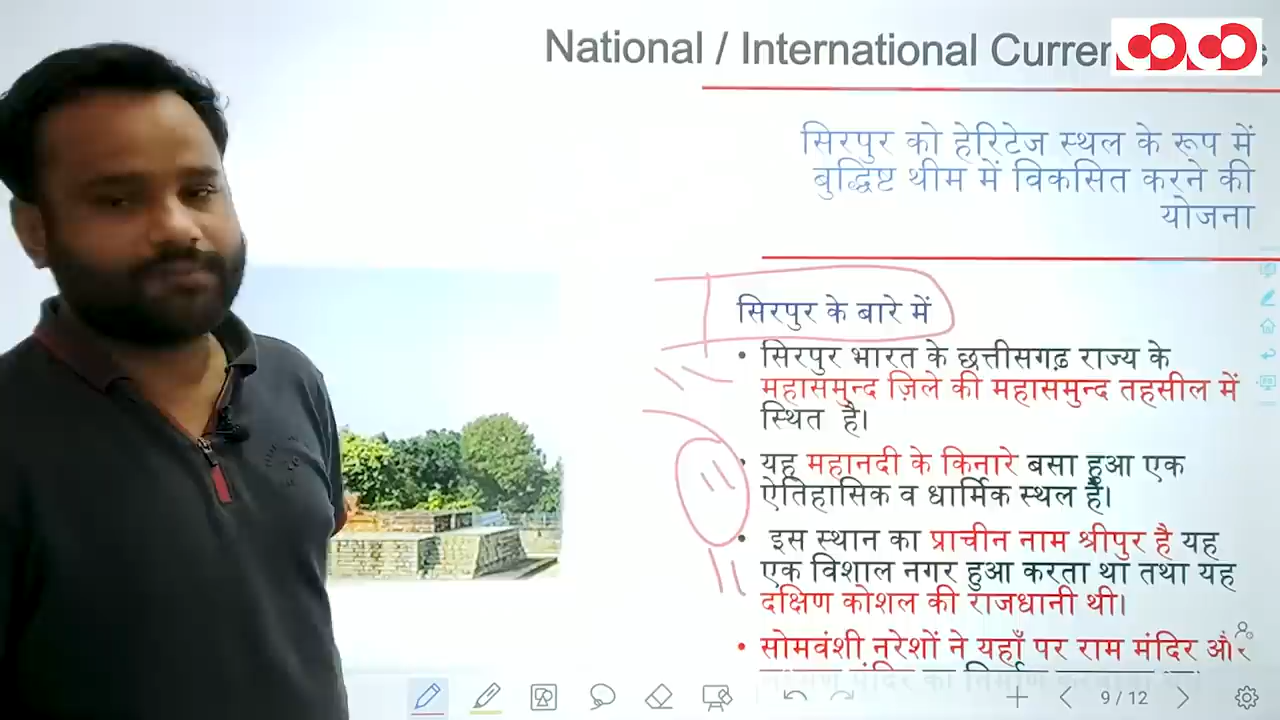 National / International Curren
सिरपुर को हेरिटेज स्थल के रूप में
बुद्धिष्ट थीम में विकसित करने की
योजना
सिरपुर के बारे में
• सिरपुर भारत के छत्तीसगढ़ राज्य के
महासमुन्द ज़िले की महासमुन्द तहसील में
स्थित है।
• यह महानदी के किनारे बसा हुआ एक
ऐतिहासिक व धार्मिक स्थल है।
• इस स्थान का प्राचीन नाम श्रीपुर है यह
एक विशाल नगर हुआ करता था तथा यह
दक्षिण कोशल की राजधानी थी।
• सोमवंशी नरेशों ने यहाँ पर राम मंदिर और
मंदिर का निर्माण
9/12